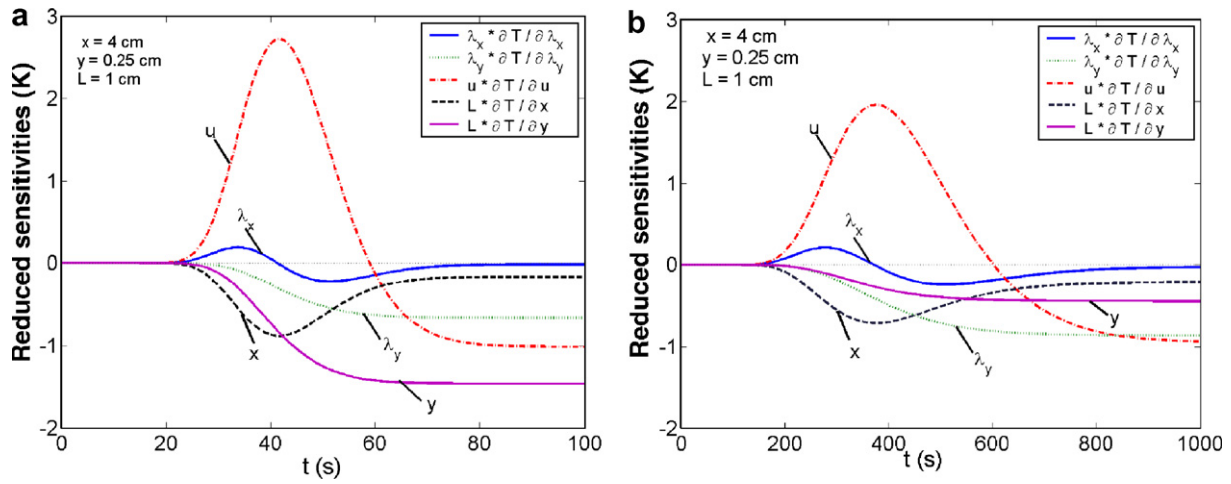 a
Reduced sensitivities (K)
3
2
1
0
-1
-2
x = 4 cm
y = 0.25 cm
L = 1 cm
λx * ∂ T / ∂ λx
λy * ∂ T / ∂ λy
u * ∂ T / ∂ u
L * ∂ T / ∂ x
L * ∂ T / ∂ y
u
λx
x
λy
y
0 20 40 60 80 100
t (s)
b
Reduced sensitivities (K)
3
2
1
0
-1
-2
x = 4 cm
y = 0.25 cm
L = 1 cm
λx * ∂ T / ∂ λx
λy * ∂ T / ∂ λy
u * ∂ T / ∂ u
L * ∂ T / ∂ x
L * ∂ T / ∂ y
u
λx
y
x
λy
0 200 400 600 800 1000
t (s)